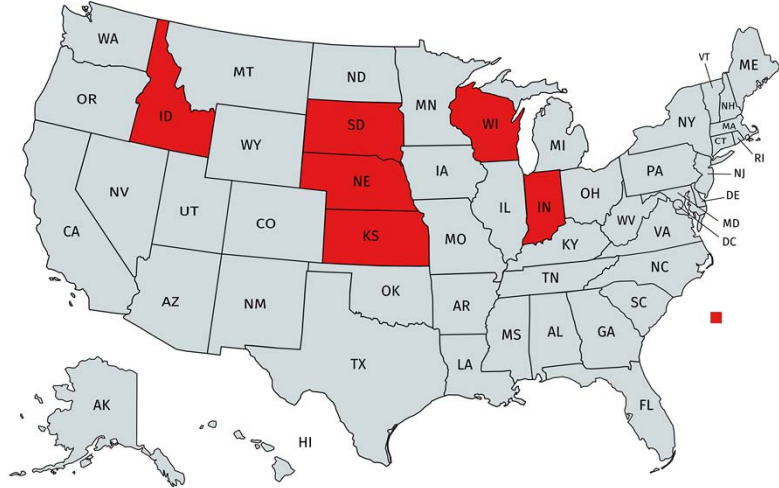 WA
MT
ND
MN
VT
ME
OR
ID
SD
WI
NH
MA
NY
CT
RI
WY
MI
IA
NE
PA
NJ
NV
UT
CO
IL
IN
OH
DE
WV
MD
CA
KS
MO
KY
VA
DC
AZ
NM
OK
AR
TN
NC
SC
MS
AL
GA
TX
LA
AK
FL
HI